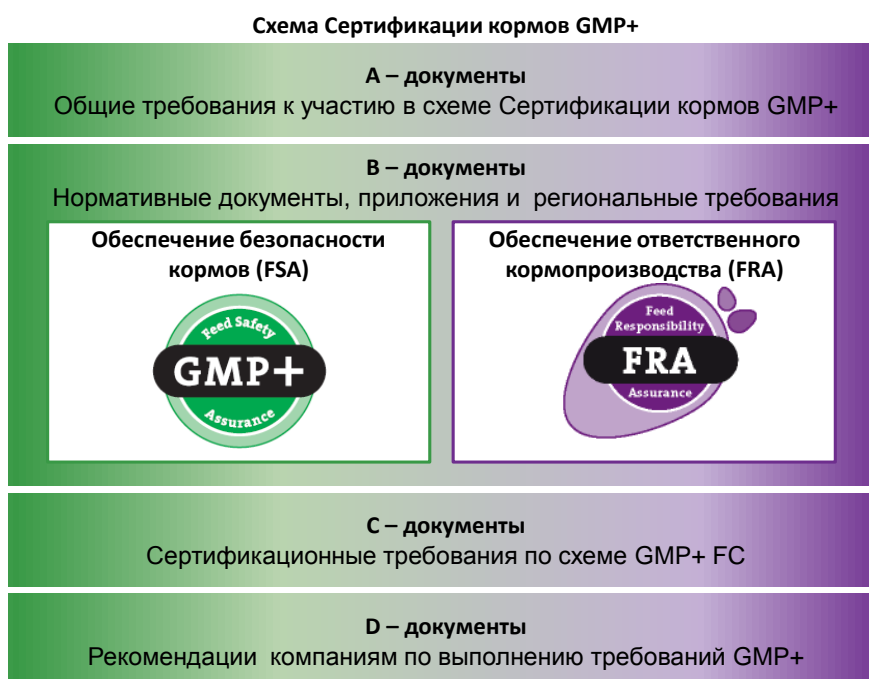 Схема Сертификации кормов GMP+
A – документы
Общие требования к участию в схеме Сертификации кормов GMP+
B – документы
Нормативные документы, приложения и региональные требования
Обеспечение безопасности
кормов (FSA)
Feed Safety
GMP+
Assurance
Обеспечение ответственного
кормопроизводства (FRA)
Feed
Responsibility
FRA
Assurance
C – документы
Сертификационные требования по схеме GMP+ FC
D – документы
Рекомендации компаниям по выполнению требований GMP+